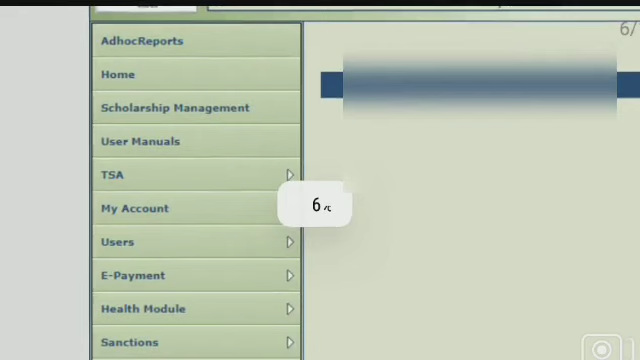 6/
AdhocReports
Home
Scholarship Management
User Manuals
TSA
My Account
6
Users
E-Payment
Health Module
Sanctions